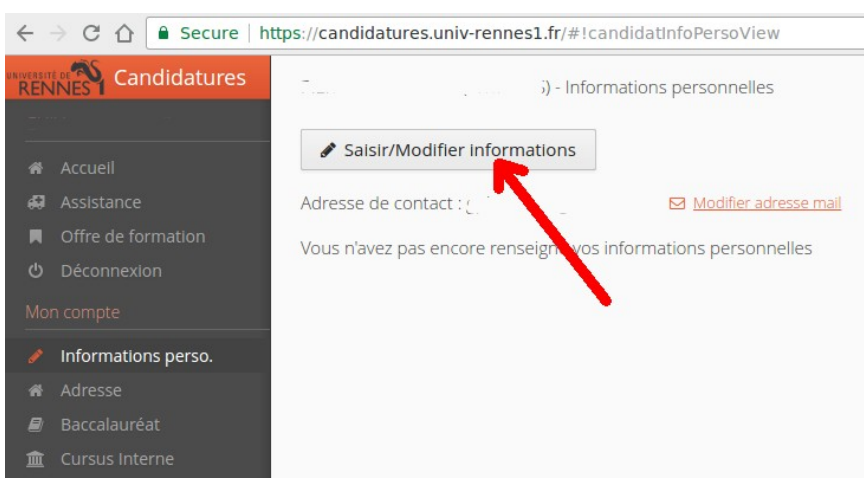 Secure | https://candidatures.univ-rennes1.fr/#!candidatInfoPersoView
UNIVERSITÉ DE
RENNES 1
Candidatures
) - Informations personnelles
Saisir/Modifier informations
Accueil
Adresse de contact :
Modifier adresse mail
Assistance
Offre de formation
Vous n'avez pas encore renseigné vos informations personnelles
Déconnexion
Mon compte
Informations perso.
Adresse
Baccalauréat
Cursus Interne